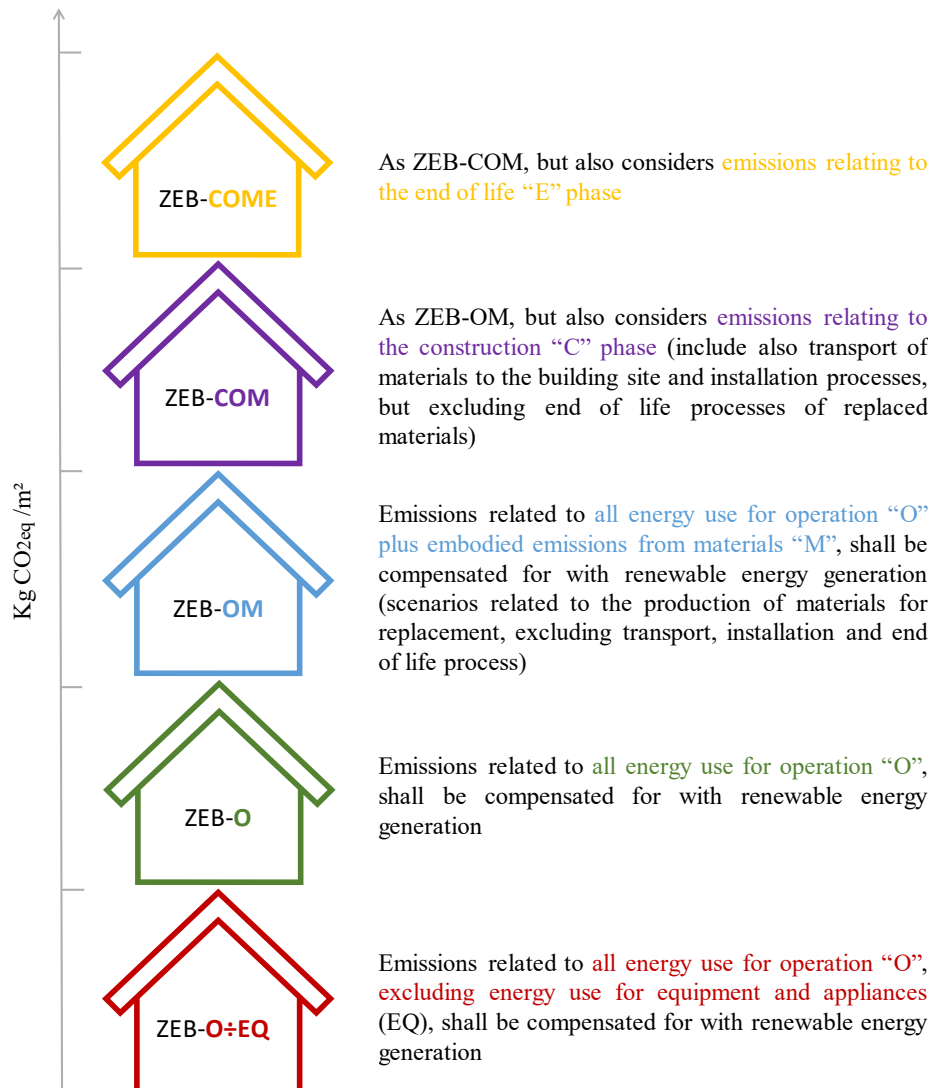 Kg CO2eq /m²
ZEB-COME
As ZEB-COM, but also considers emissions relating to
the end of life “E” phase
ZEB-COM
As ZEB-OM, but also considers emissions relating to
the construction “C” phase (include also transport of
materials to the building site and installation processes,
but excluding end of life processes of replaced
materials)
ZEB-OM
Emissions related to all energy use for operation “O”
plus embodied emissions from materials “M”, shall be
compensated for with renewable energy generation
(scenarios related to the production of materials for
replacement, excluding transport, installation and end
of life process)
ZEB-O
Emissions related to all energy use for operation “O”,
shall be compensated for with renewable energy
generation
ZEB-O÷EQ
Emissions related to all energy use for operation “O”,
excluding energy use for equipment and appliances
(EQ), shall be compensated for with renewable energy
generation